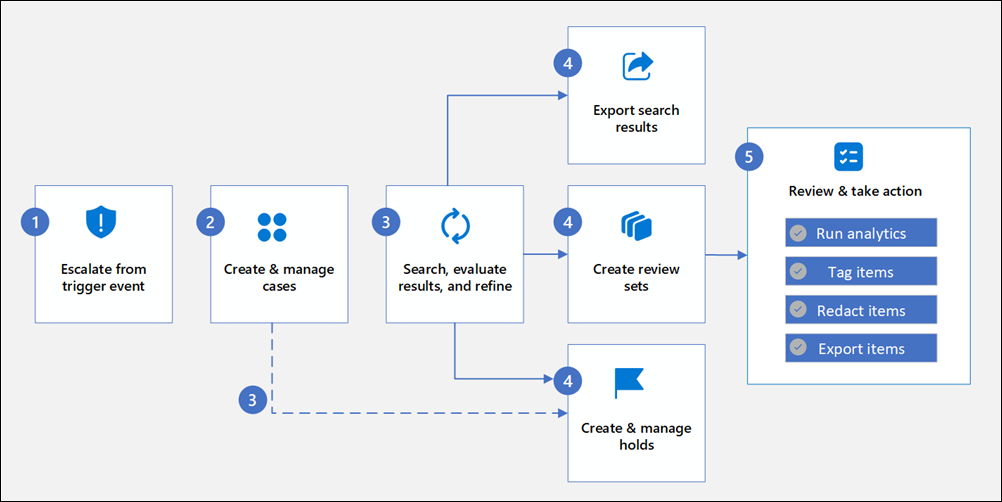 1
Escalate from
trigger event
2
Create & manage
cases
3
Search, evaluate
results, and refine
4
Export search
results
4
Create review
sets
3
4
Create & manage
holds
5
Review & take action
Run analytics
Tag items
Redact items
Export items